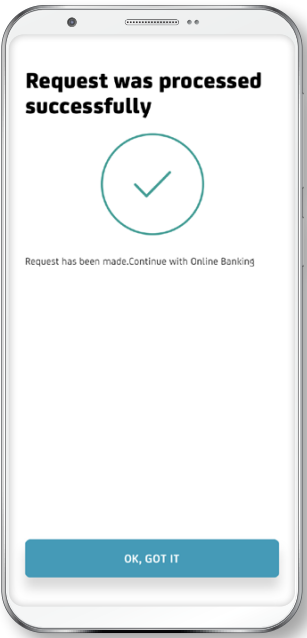 Request was processed
successfully
Request has been made.Continue with Online Banking
OK, GOT IT